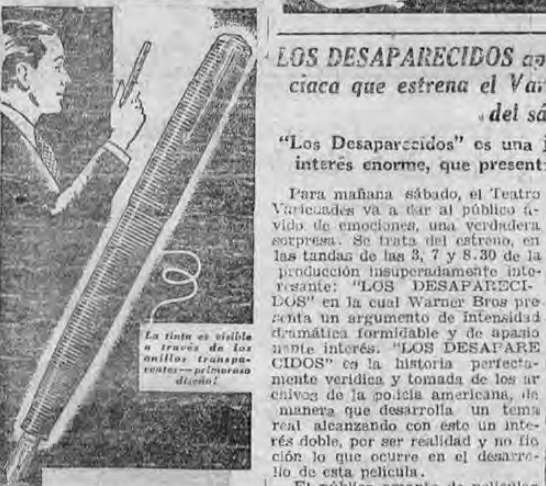 La tinta es visible
a través de los
anillos transpa-
rentes—primoroso
diseño!
LOS DESAPARECIDOS
ciaca que estrena el
del
"Los Desaparecidos" es una
interés enorme, que
Para mañana sábado, el Teatro
Variedades va a dar al público á-
vido de emociones, una verdadera
sorpresa. Se trata del estreno, en
las tandas de las 3, 7 y 8.30 de la
producción insuperadamente inte-
resante: "LOS DESAPARECI-
DOS" en la cual Warner Bros pre-
senta un argumento de intensidad
dramática formidable y de apasio
nante interés. "LOS DESAPARE
CIDOS" es la historia perfecta-
mente verídica y tomada de los ar
chivos de la policía americana, de
manera que desarrolla un tema
real alcanzando con esto un inte-
rés doble, por ser realidad y no fic
ción lo que ocurre en el desarro-
llo de esta película.
El público amante de películas